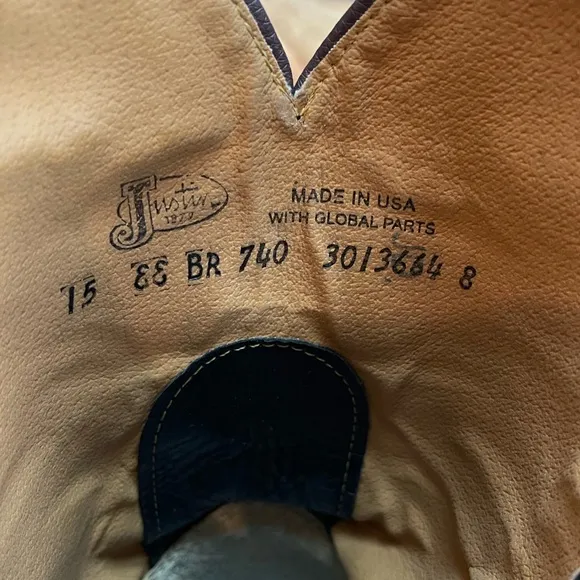 Justin
1879
MADE IN USA
WITH GLOBAL PARTS
15 EE BR 740 3013664 8